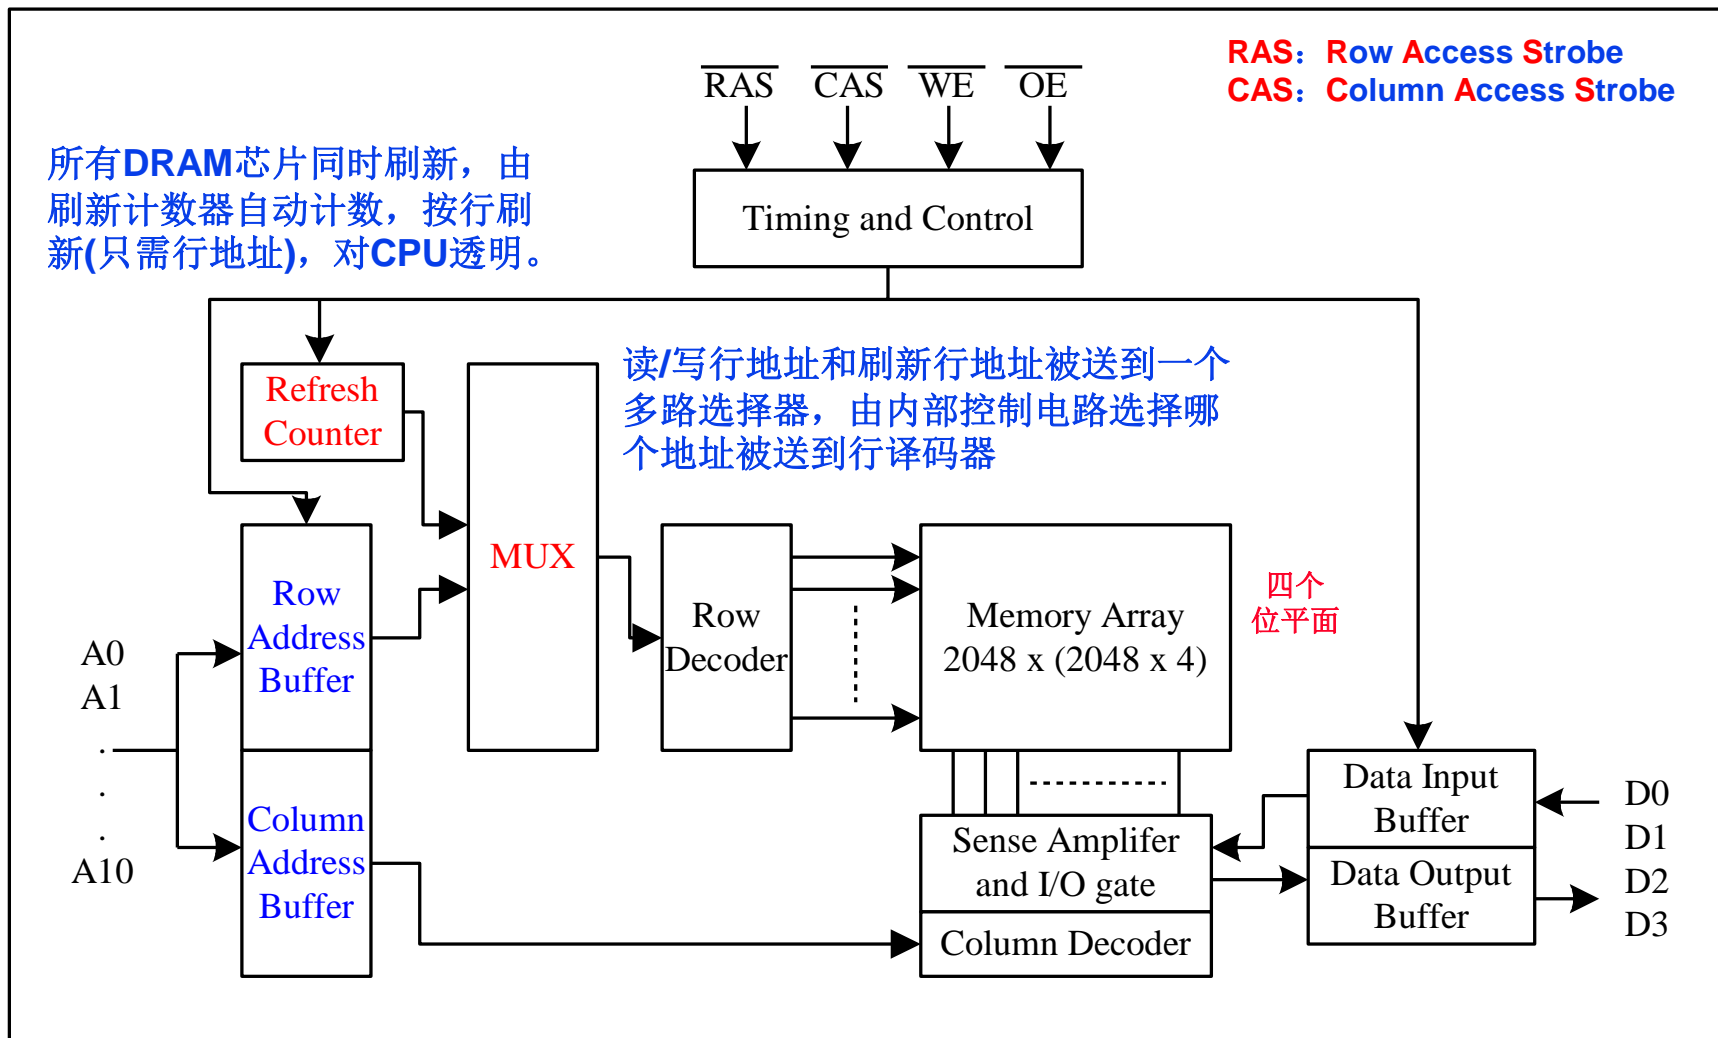 RAS：Row Access Strobe
CAS：Column Access Strobe
RAS CAS WE OE
Timing and Control
所有DRAM芯片同时刷新，由
刷新计数器自动计数，按行刷
新(只需行地址)，对CPU透明。
读/写行地址和刷新行地址被送到一个
多路选择器，由内部控制电路选择哪
个地址被送到行译码器
Refresh
Counter
MUX
Row
Address
Buffer
Row
Decoder
Memory Array
2048 x (2048 x 4)
四个
位平面
A0
A1
.
.
.
A10
Column
Address
Buffer
Sense Amplifer
and I/O gate
Column Decoder
Data Input
Buffer
Data Output
Buffer
D0
D1
D2
D3